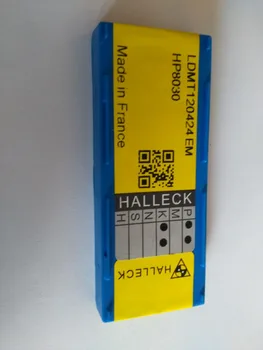 LDMT120424 EM
HP8030
Made in France
HALLECK
P
M
K
N
S
H
HALLECK